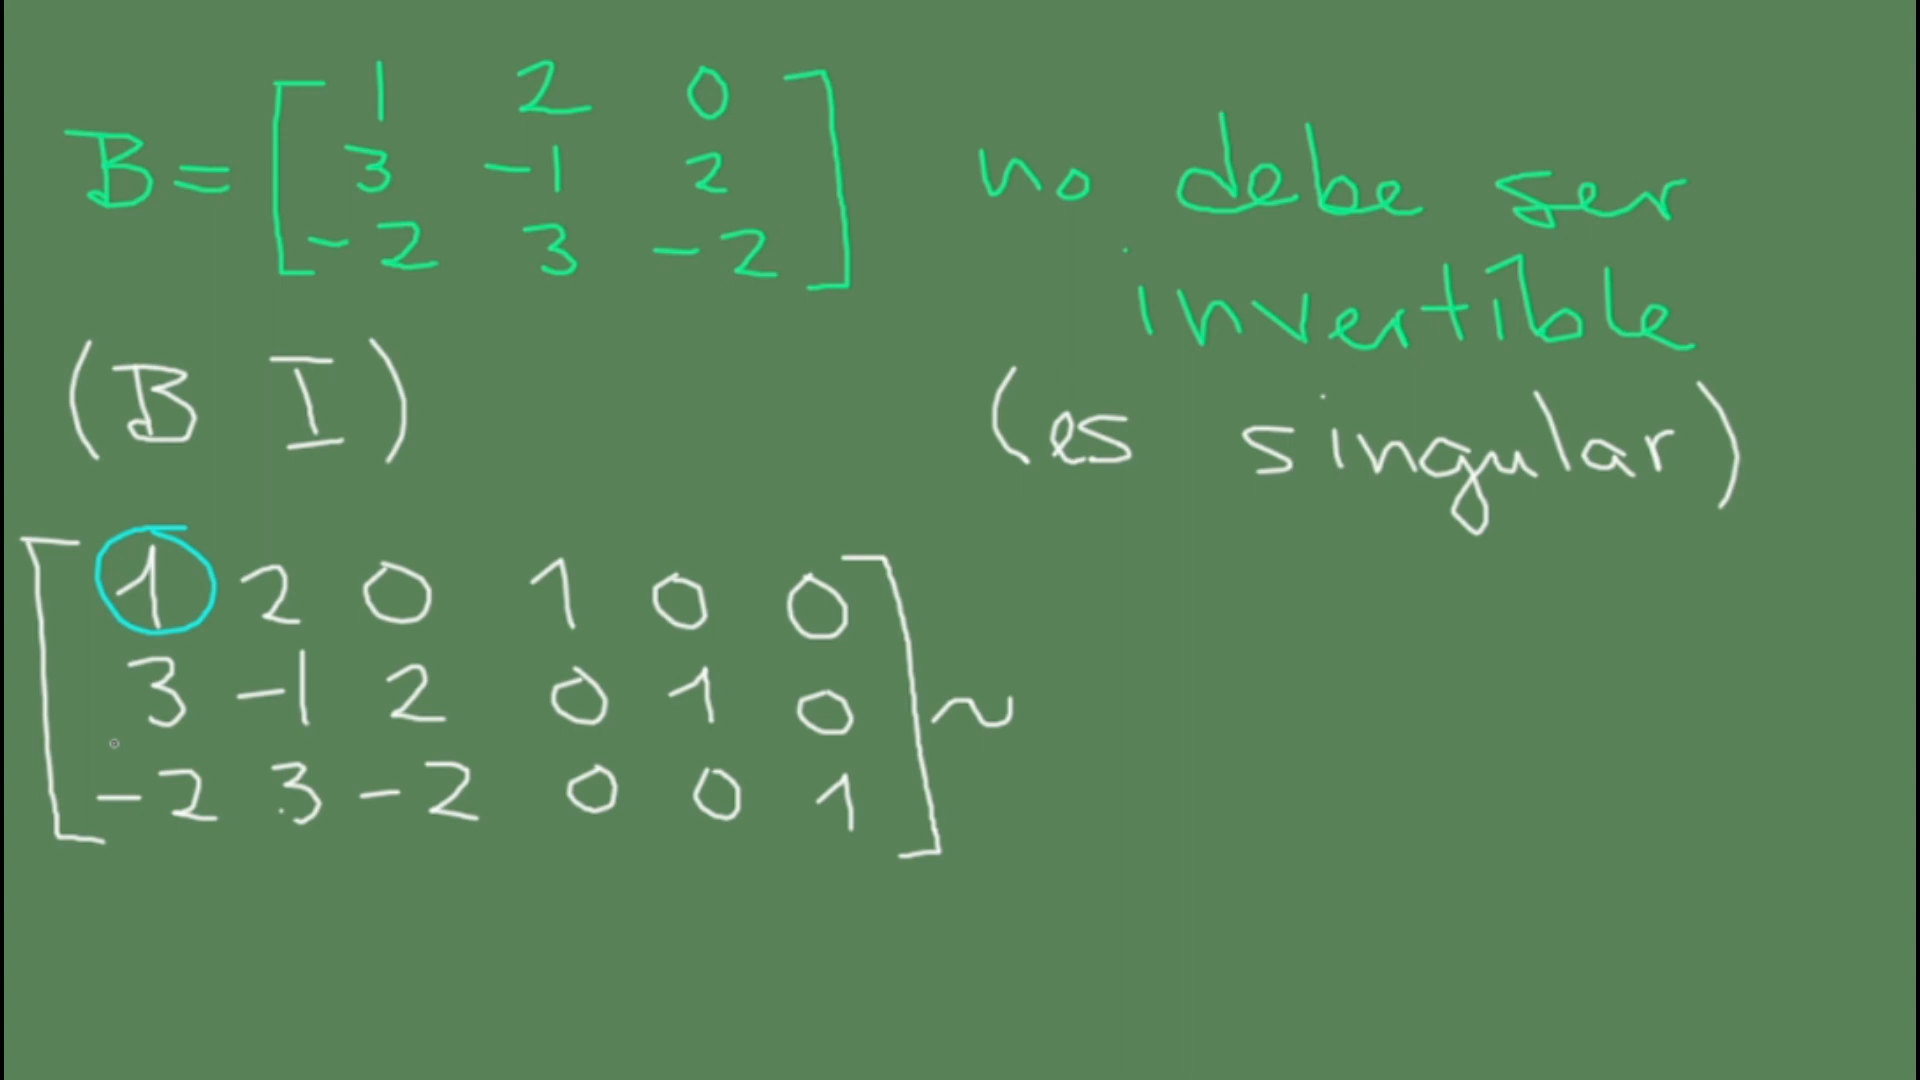 B = [ 1 2 0
3 -1 2
-2 3 -2 ]
no debe ser
invertible
(B I)
(es singular)
[ 1 2 0 1 0 0
3 -1 2 0 1 0
-2 3 -2 0 0 1 ] ~